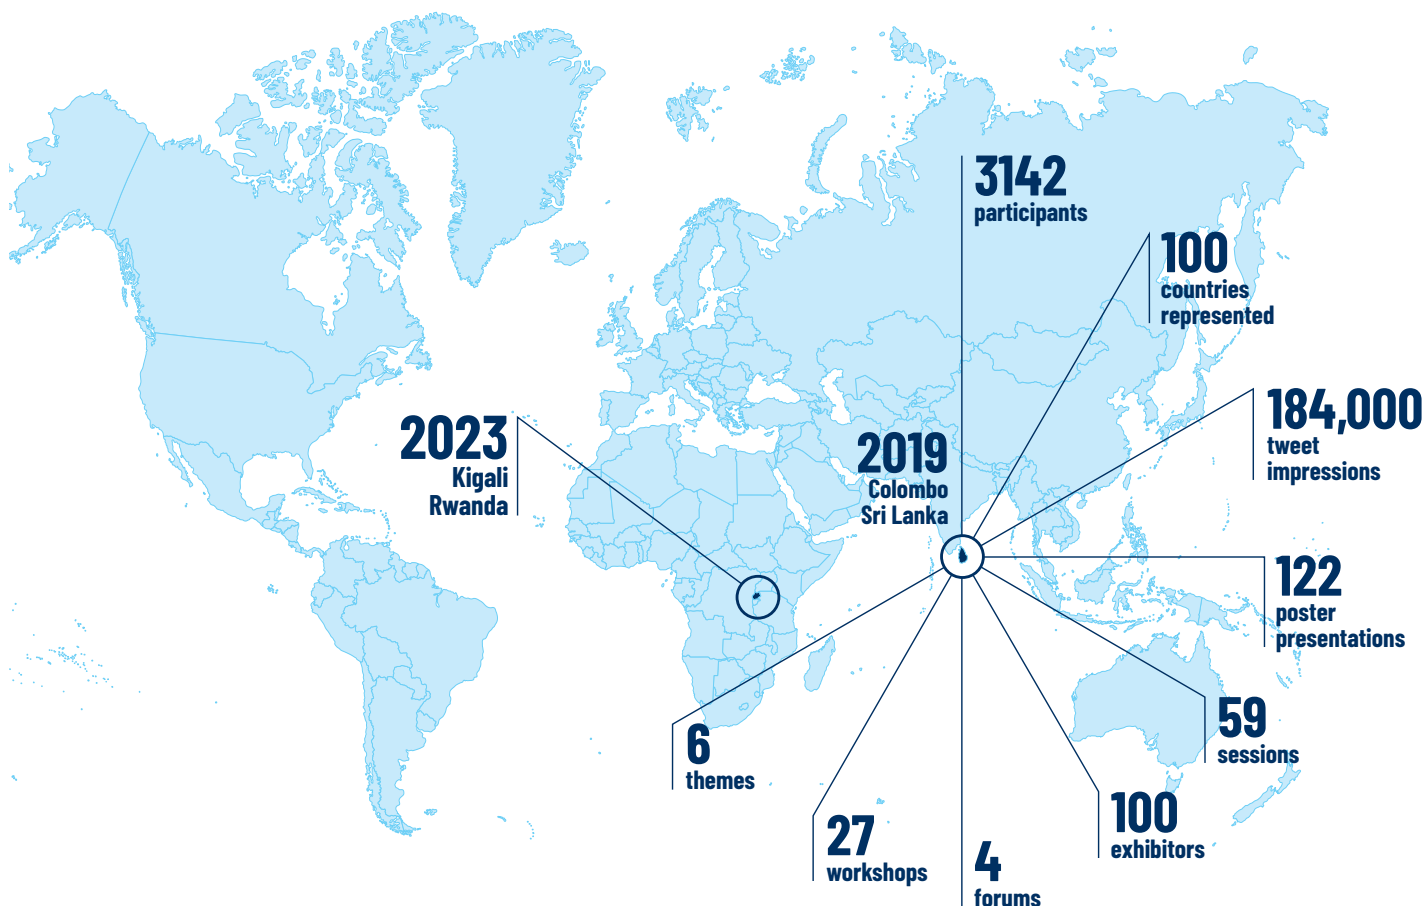 3142
participants
100
countries
represented
184,000
tweet
impressions
2023
Kigali
Rwanda
2019
Colombo
Sri Lanka
122
poster
presentations
59
sessions
6
themes
100
exhibitors
27
workshops
4
forums